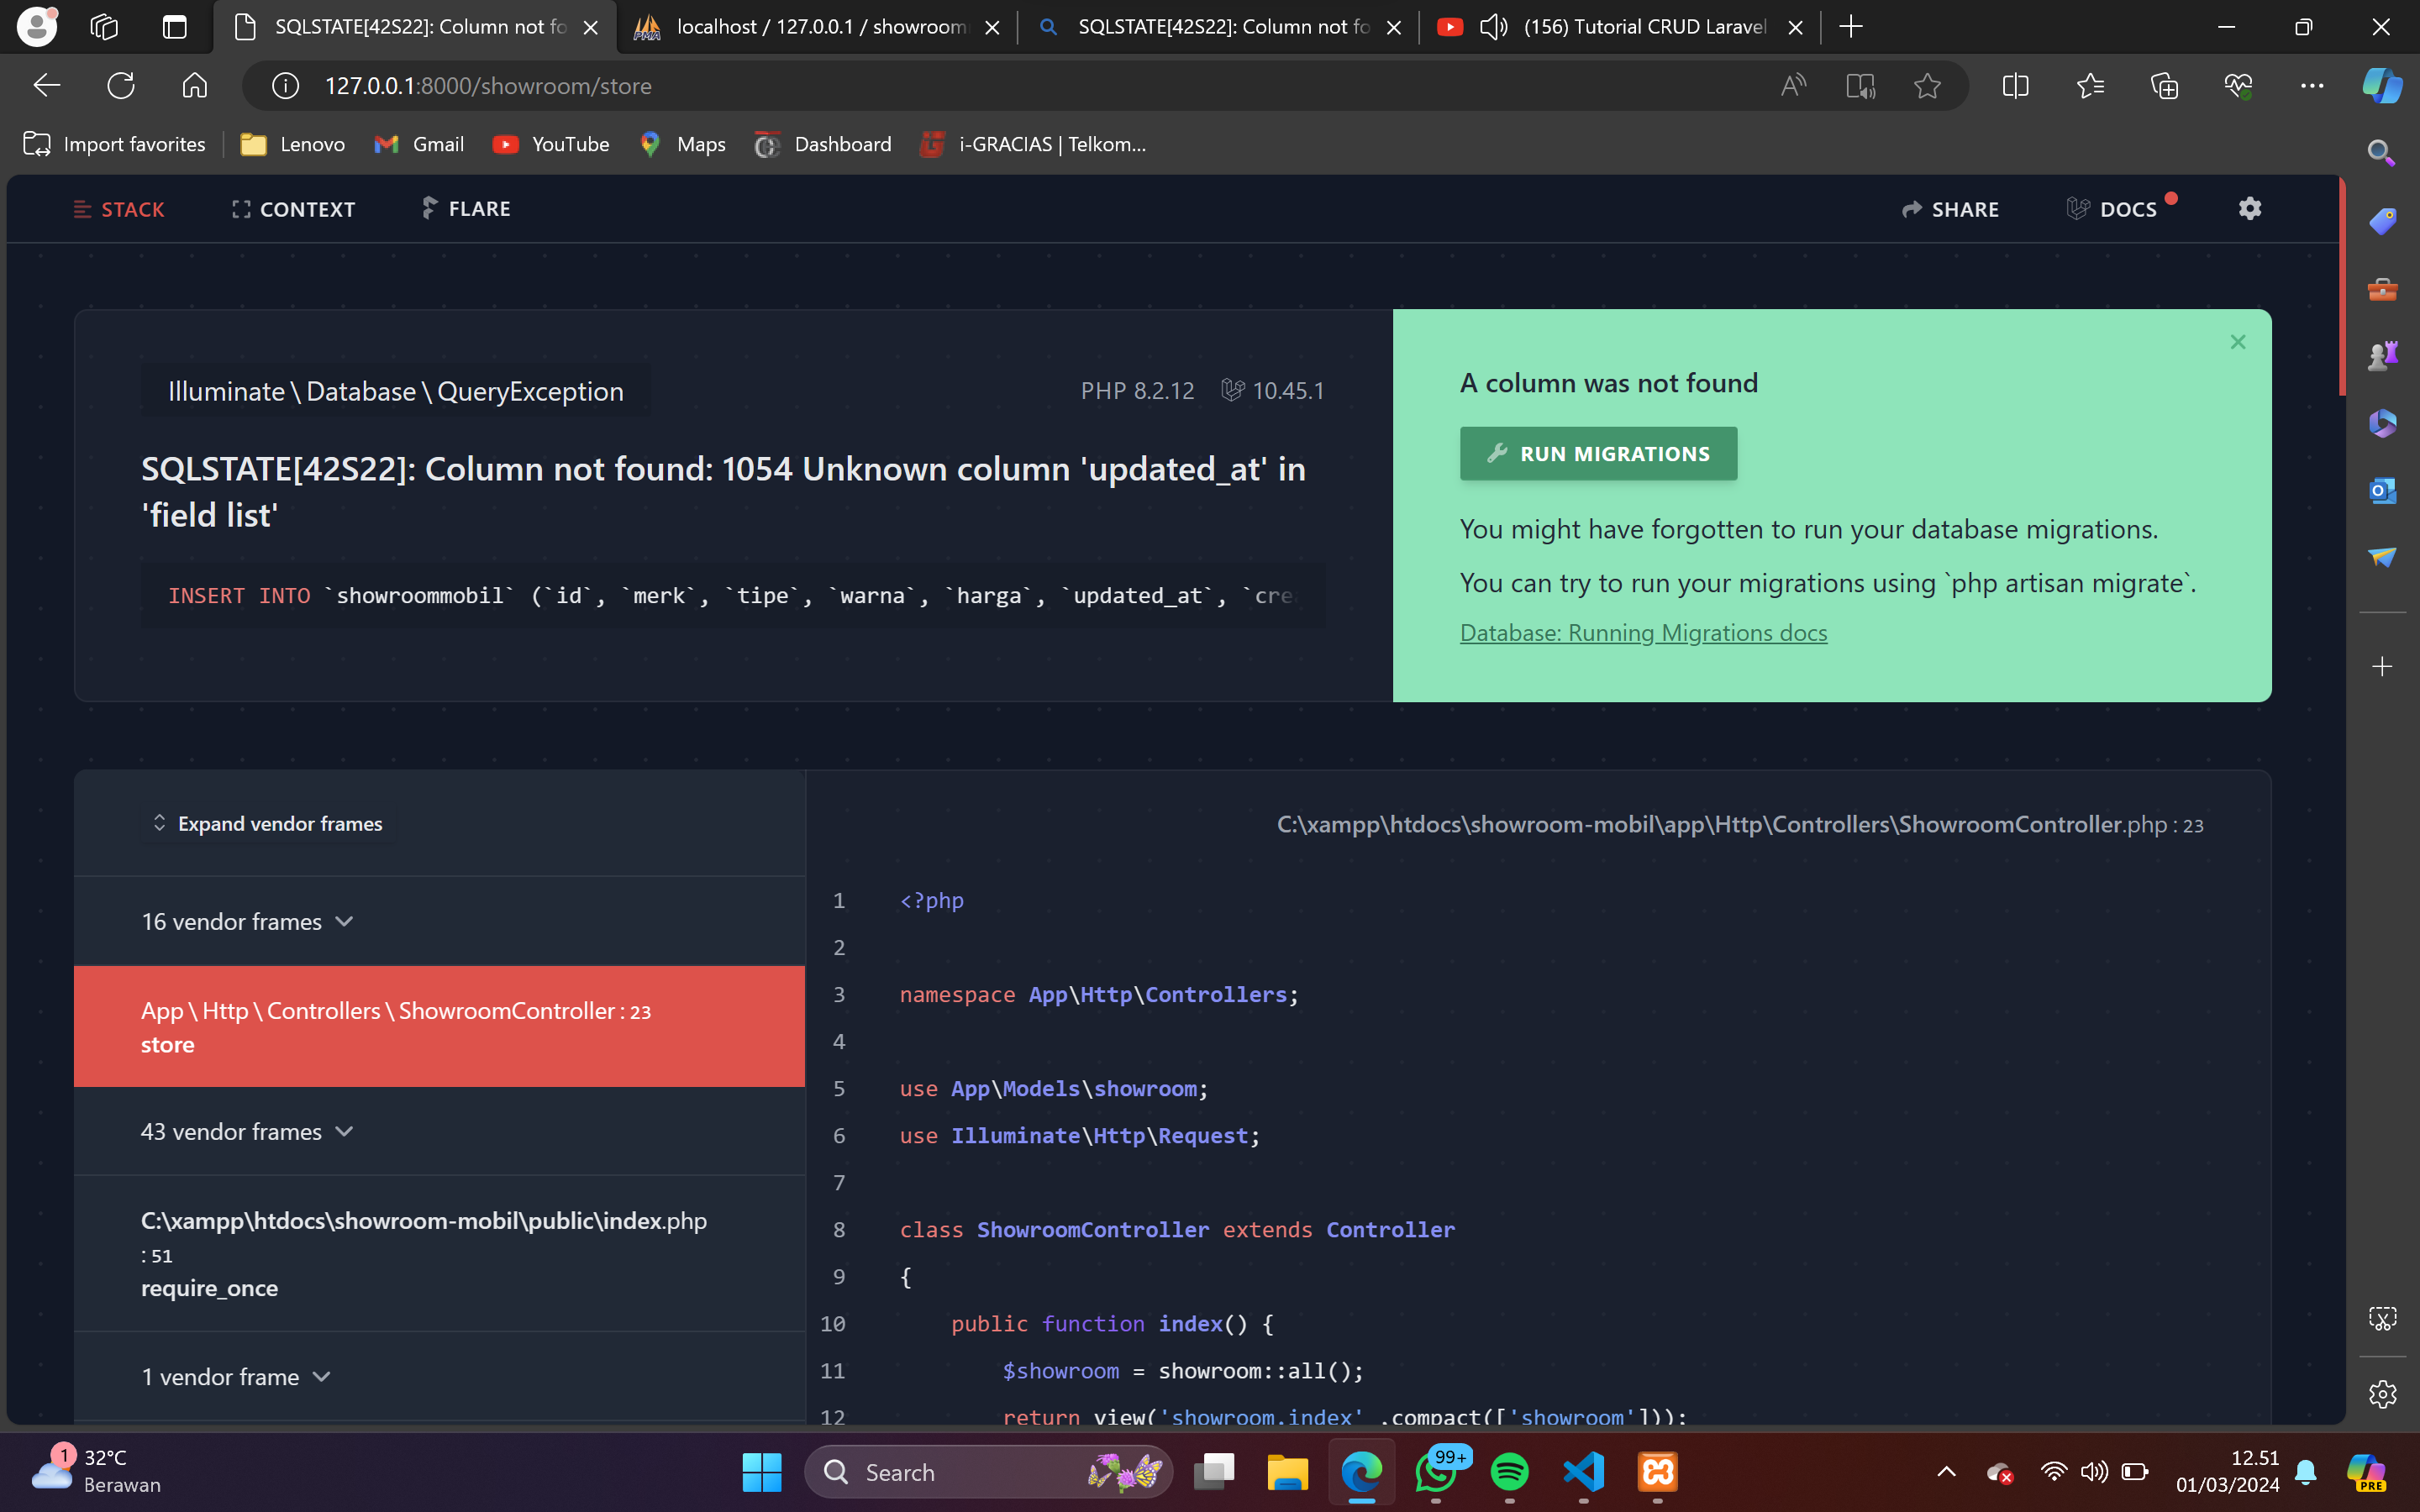 SQLSTATE[42S22]: Column not fo
localhost / 127.0.0.1 / showroom
SQLSTATE[42S22]: Column not fo
(156) Tutorial CRUD Laravel
127.0.0.1:8000/showroom/store
Import favorites
Lenovo
Gmail
YouTube
Maps
Dashboard
i-GRACIAS | Telkom...
STACK
CONTEXT
FLARE
SHARE
DOCS
Illuminate \ Database \ QueryException
PHP 8.2.12
10.45.1
SQLSTATE[42S22]: Column not found: 1054 Unknown column 'updated_at' in
'field list'
INSERT INTO `showroommobil` (`id`, `merk`, `tipe`, `warna`, `harga`, `updated_at`, `cre
A column was not found
RUN MIGRATIONS
You might have forgotten to run your database migrations.
You can try to run your migrations using `php artisan migrate`.
Database: Running Migrations docs
Expand vendor frames
16 vendor frames
App \ Http \ Controllers \ ShowroomController : 23
store
43 vendor frames
C:\xampp\htdocs\showroom-mobil\public\index.php
: 51
require_once
1 vendor frame
C:\xampp\htdocs\showroom-mobil\app\Http\Controllers\ShowroomController.php : 23
1 <?php
2
3 namespace App\Http\Controllers;
4
5 use App\Models\showroom;
6 use Illuminate\Http\Request;
7
8 class ShowroomController extends Controller
9 {
10 public function index() {
11 $showroom = showroom::all();
12 return view('showroom.index' ,compact(['showroom']));
1
32°C
Berawan
Search
99+
12.51
01/03/2024
PRE